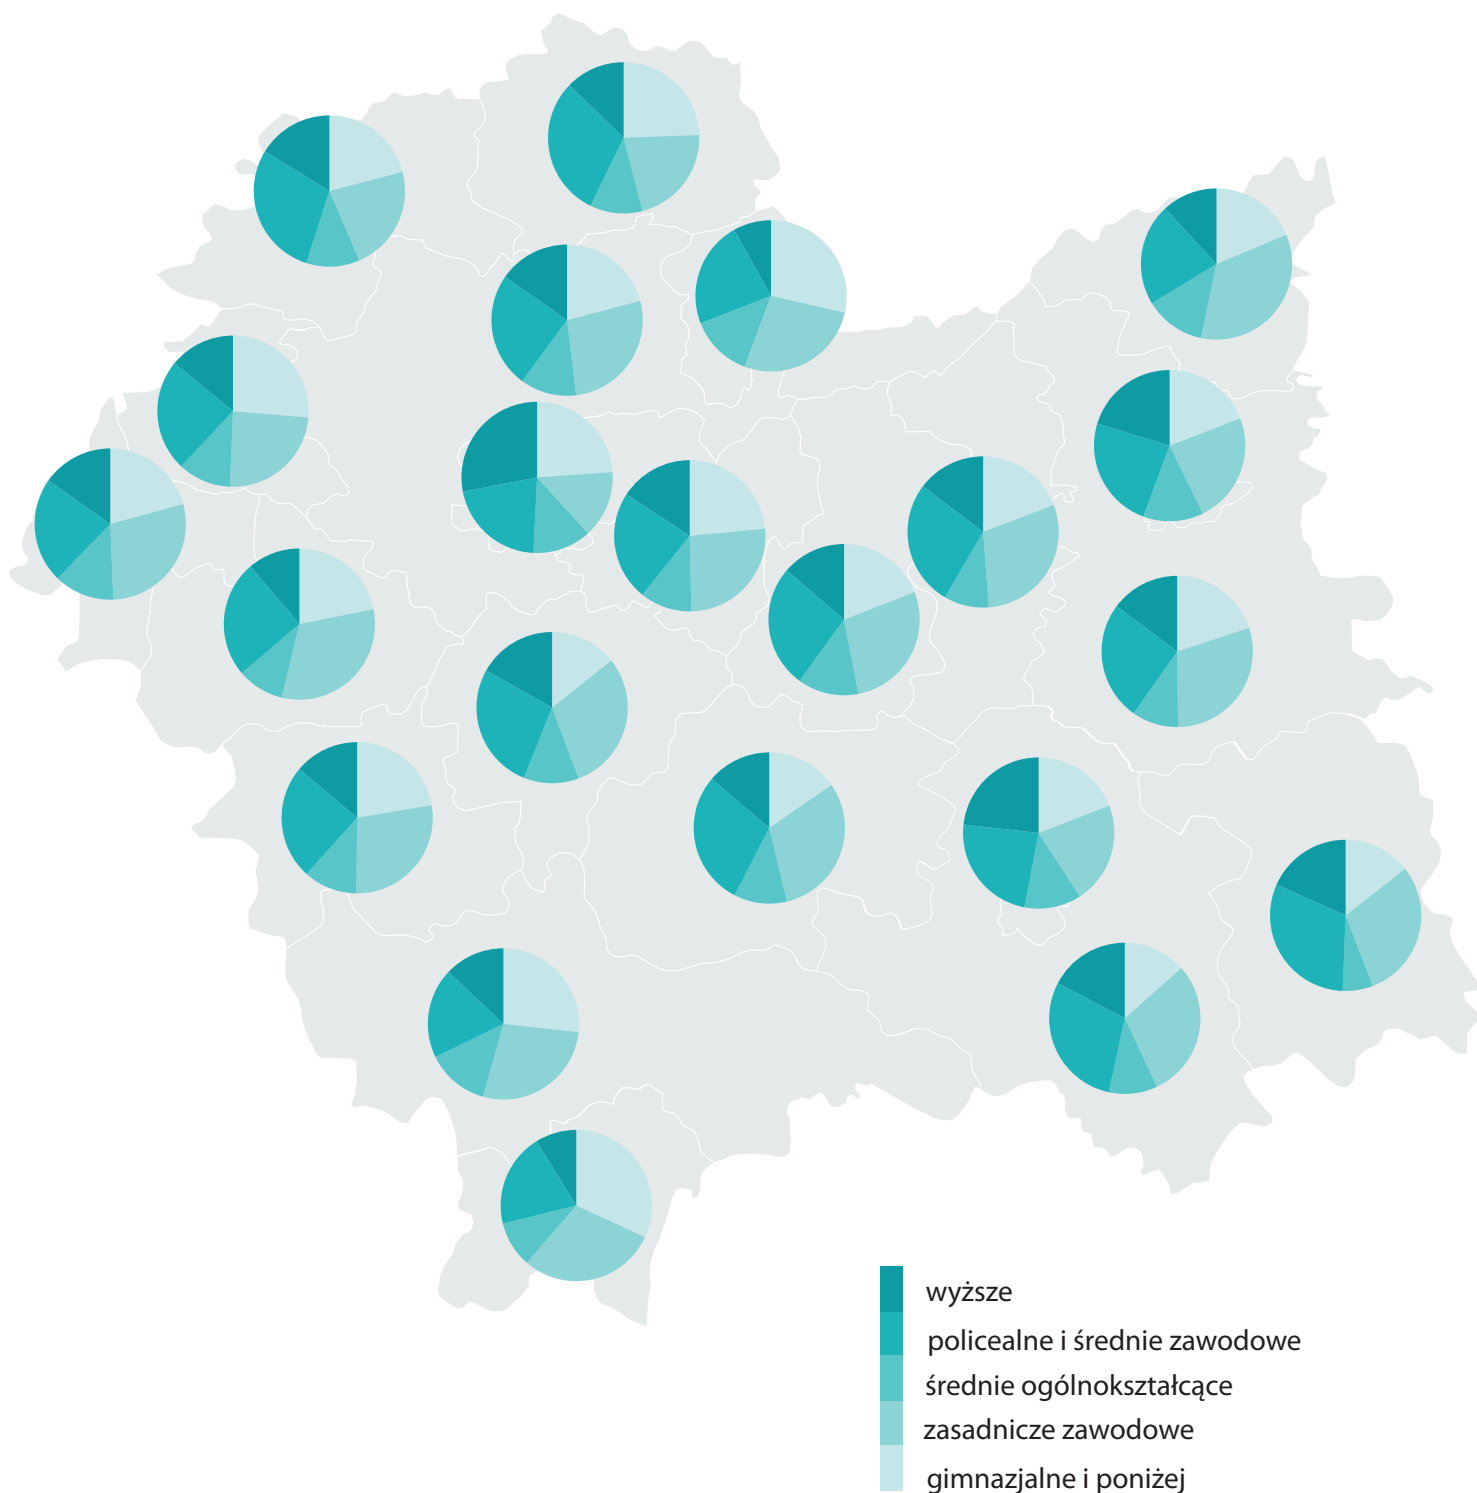 wyższe
policealne i średnie zawodowe
średnie ogólnokształcące
zasadnicze zawodowe
gimnazjalne i poniżej